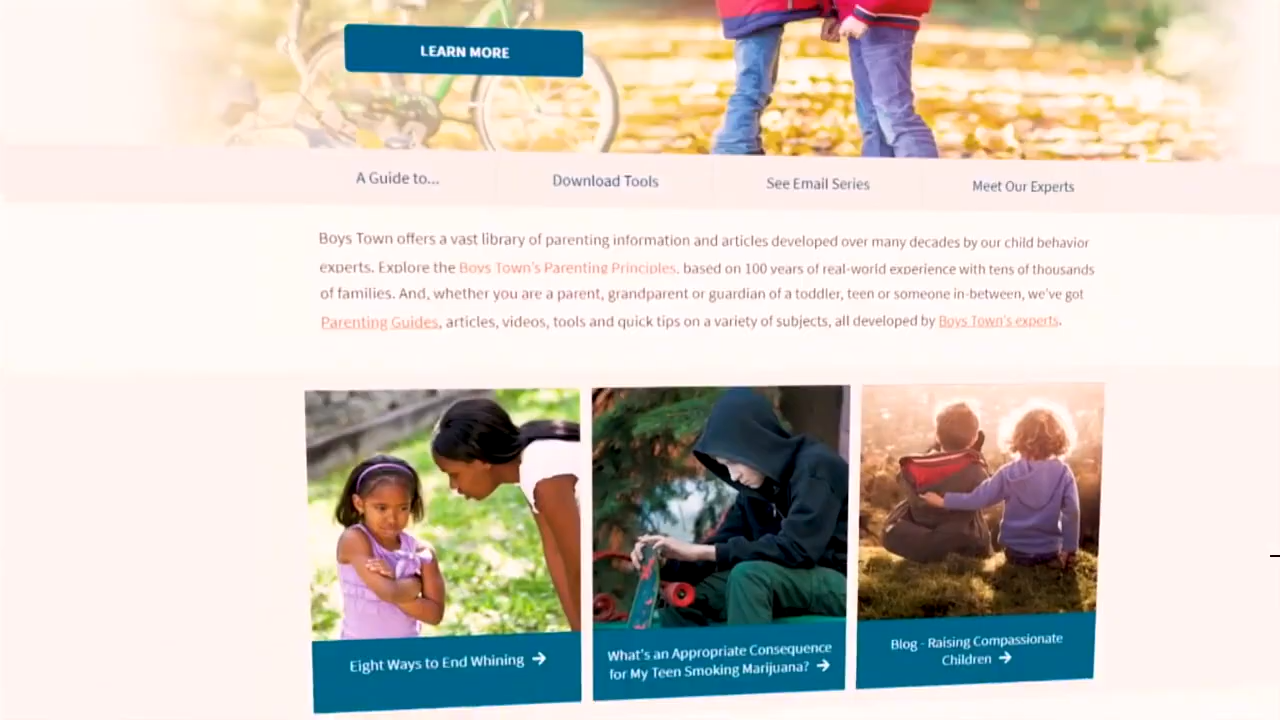 LEARN MORE
A Guide to...
Download Tools
See Email Series
Meet Our Experts
Boys Town offers a vast library of parenting information and articles developed over many decades by our child behavior
experts. Explore the Boys Town's Parenting Principles, based on 100 years of real-world experience with tens of thousands
of families. And, whether you are a parent, grandparent or guardian of a toddler, teen or someone in-between, we've got
Parenting Guides, articles, videos, tools and quick tips on a variety of subjects, all developed by Boys Town's experts.
Eight Ways to End Whining →
What's an Appropriate Consequence
for My Teen Smoking Marijuana? →
Blog - Raising Compassionate
Children →